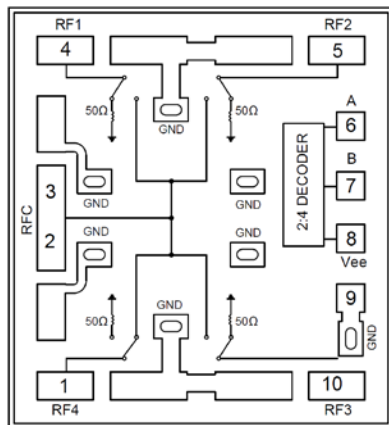 RF1
RF2
4
5
50Ω
50Ω
GND
A
6
B
7
2:4 DECODER
8
Vee
RFC
3
2
GND
GND
GND
GND
9
GND
50Ω
50Ω
GND
1
10
RF4
RF3